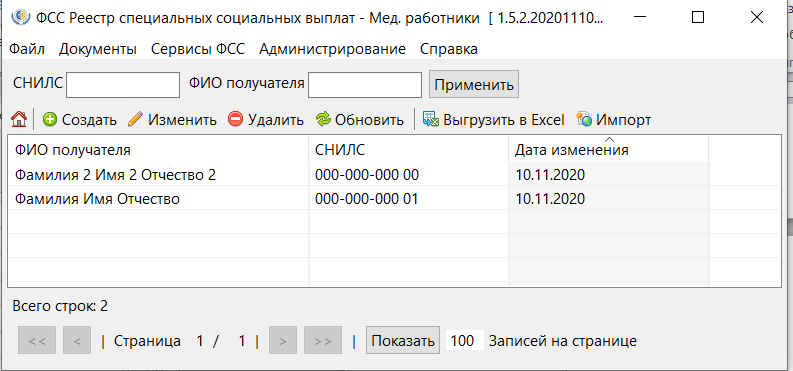 ФСС Реестр специальных социальных выплат - Мед. работники [ 1.5.2.20201110...
Файл Документы Сервисы ФСС Администрирование Справка
СНИЛС ФИО получателя Применить
Создать Изменить Удалить Обновить Выгрузить в Excel Импорт
ФИО получателя СНИЛС Дата изменения
Фамилия 2 Имя 2 Отчество 2 000-000-000 00 10.11.2020
Фамилия Имя Отчество 000-000-000 01 10.11.2020
Всего строк: 2
<< < | Страница 1 / 1 | > >> | Показать 100 Записей на странице